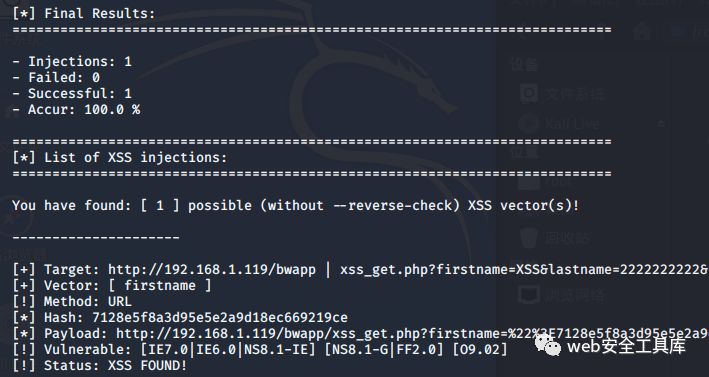 [*] Final Results:
===========================================================================
- Injections: 1
- Failed: 0
- Successful: 1
- Accur: 100.0 %
===========================================================================
[*] List of XSS injections:
===========================================================================
You have found: [ 1 ] possible (without --reverse-check) XSS vector(s)!
---------------------
[+] Target: http://192.168.1.119/bwapp | xss_get.php?firstname=XSS&lastname=2222222222&
[+] Vector: [ firstname ]
[!] Method: URL
[*] Hash: 7128e5f8a3d95e5e2a9d18ec669219ce
[*] Payload: http://192.168.1.119/bwapp/xss_get.php?firstname=%22%3E7128e5f8a3d95e5e2a9
[!] Vulnerable: [IE7.0|IE6.0|NS8.1-IE] [NS8.1-G|FF2.0] [O9.02]
[!] Status: XSS FOUND!
设备
文件系统
Kali Live
位置
回收站
浏览网络
web安全工具库